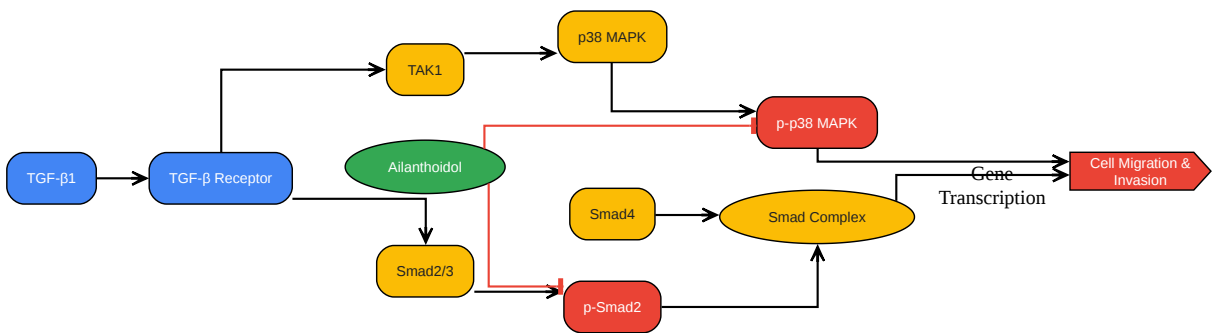 p38 MAPK
TAK1
p-p38 MAPK
TGF-β1
TGF-β Receptor
Ailanthoidol
Cell Migration &
Invasion
Gene
Transcription
Smad4
Smad Complex
Smad2/3
p-Smad2